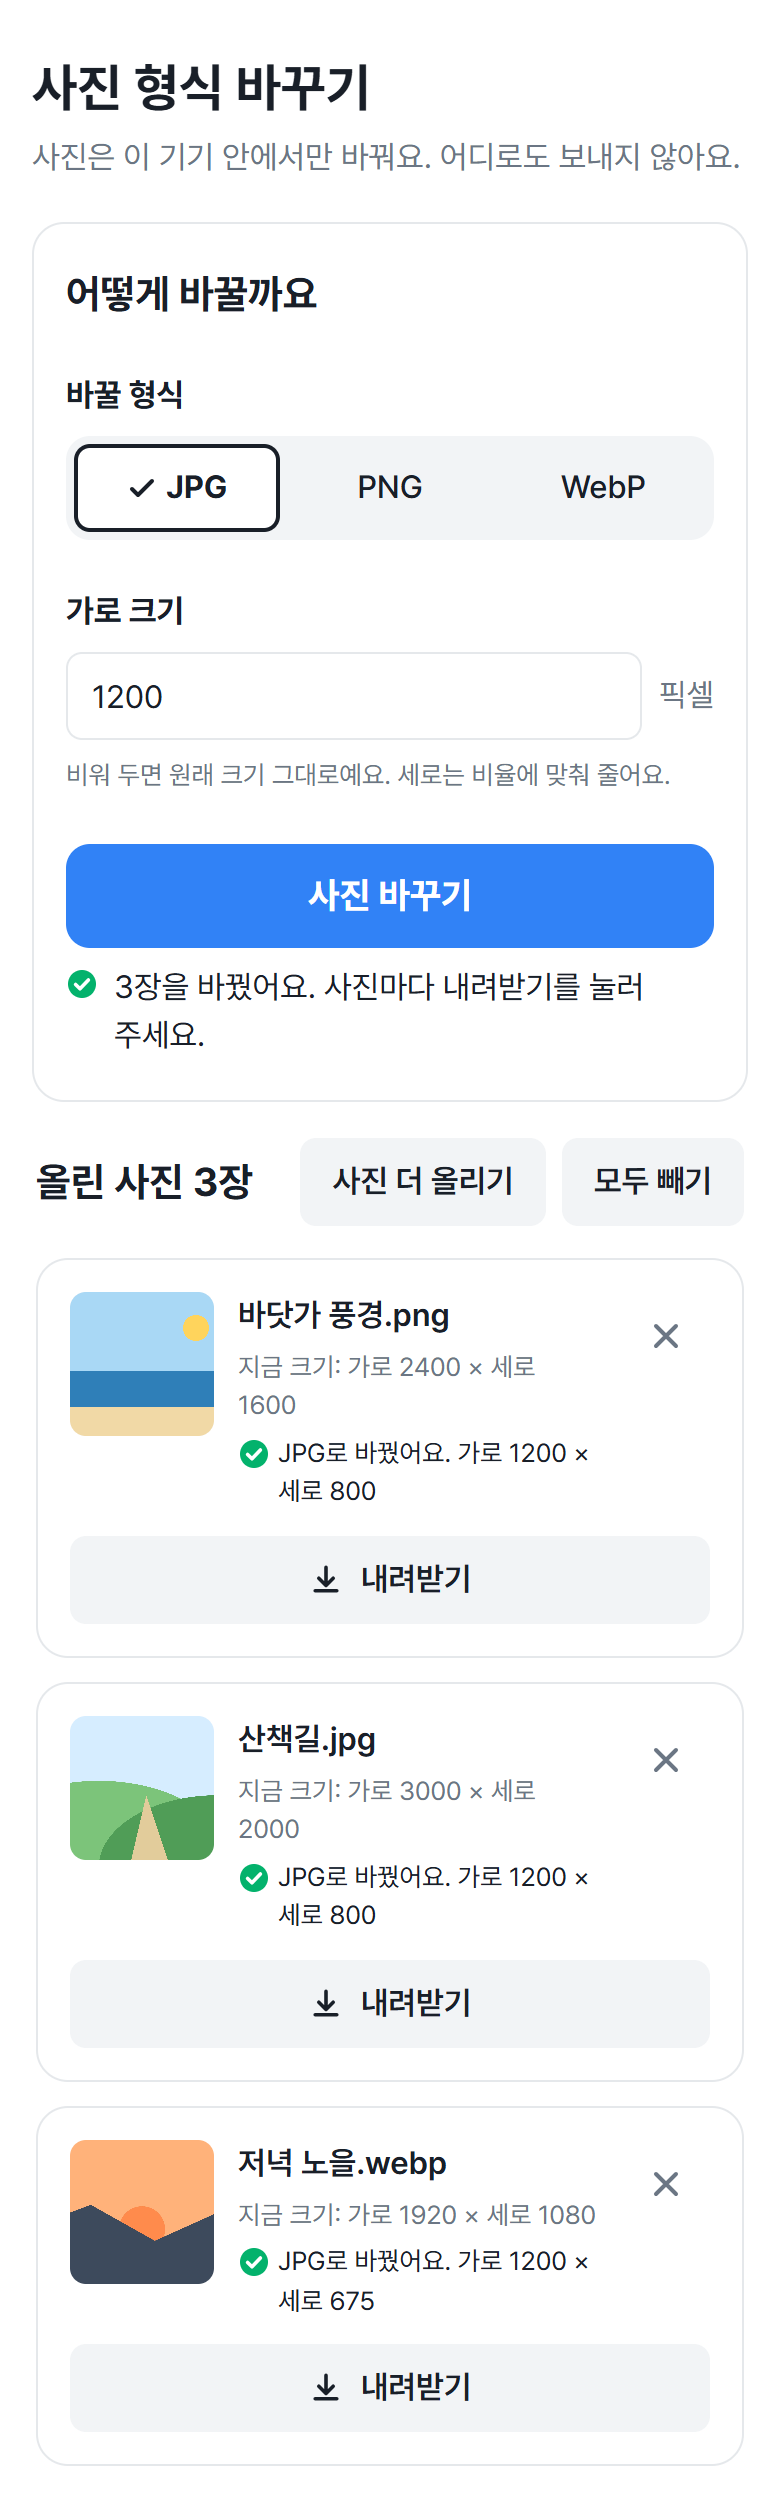 사진 형식 바꾸기
사진은 이 기기 안에서만 바꿔요. 어디로도 보내지 않아요.
어떻게 바꿀까요
바꿀 형식
JPG
PNG
WebP
가로 크기
1200
픽셀
비워 두면 원래 크기 그대로예요. 세로는 비율에 맞춰 줄어요.
사진 바꾸기
3장을 바꿨어요. 사진마다 내려받기를 눌러
주세요.
올린 사진 3장
사진 더 올리기
모두 빼기
바닷가 풍경.png
지금 크기: 가로 2400 × 세로
1600
JPG로 바꿨어요. 가로 1200 ×
세로 800
내려받기
산책길.jpg
지금 크기: 가로 3000 × 세로
2000
JPG로 바꿨어요. 가로 1200 ×
세로 800
내려받기
저녁 노을.webp
지금 크기: 가로 1920 × 세로 1080
JPG로 바꿨어요. 가로 1200 ×
세로 675
내려받기